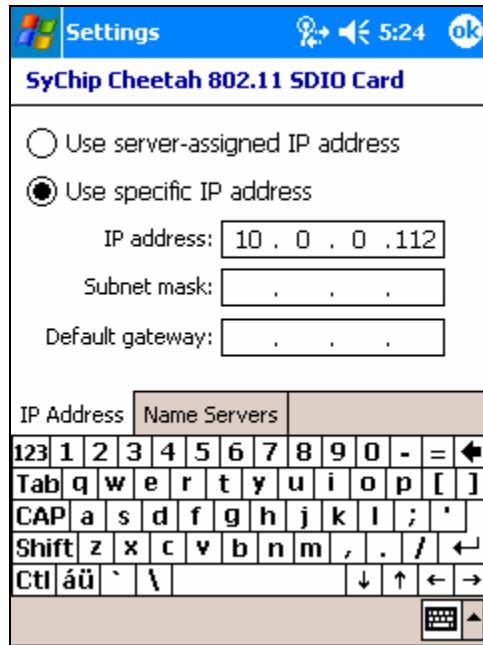 Settings 5:24 ok
SyChip Cheetah 802.11 SDIO Card
Use server-assigned IP address
Use specific IP address
IP address: 10 . 0 . 0 .112
Subnet mask: . . .
Default gateway: . . .
IP Address Name Servers
123 1 2 3 4 5 6 7 8 9 0 - =
Tab q w e r t y u i o p [ ]
CAP a s d f g h j k l ; '
Shift z x c v b n m , . /
Ctl áü ` \